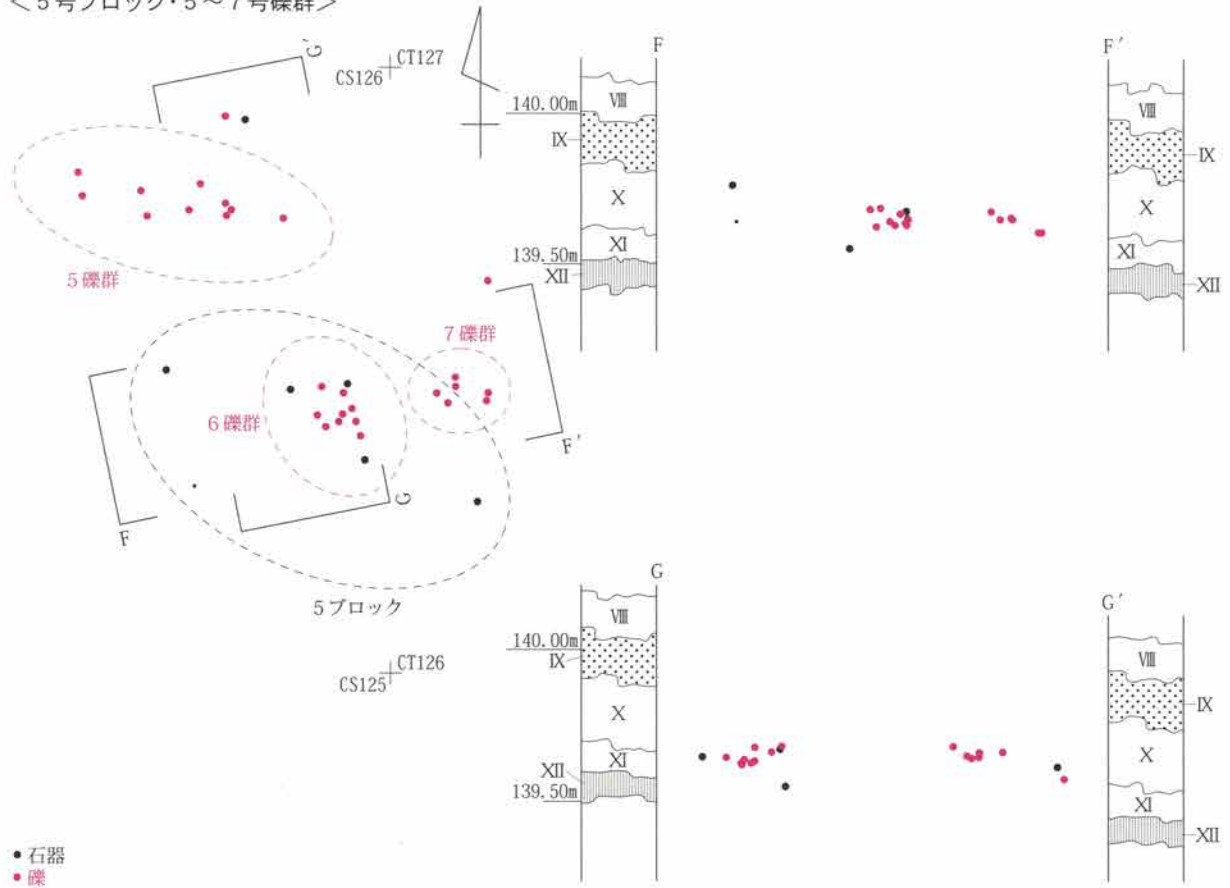 ＜５号ブロック・５～７号礫群＞
G′
CT127
CS126
5礫群
7礫群
6礫群
F′
G
F
5ブロック
CT126
CS125
F
140.00m
Ⅷ
Ⅸ
Ⅹ
Ⅺ
139.50m
Ⅻ
F′
Ⅷ
Ⅸ
Ⅹ
Ⅺ
Ⅻ
G
Ⅷ
140.00m
Ⅸ
Ⅹ
Ⅺ
Ⅻ
139.50m
G′
Ⅷ
Ⅸ
Ⅹ
Ⅺ
Ⅻ
石器
礫